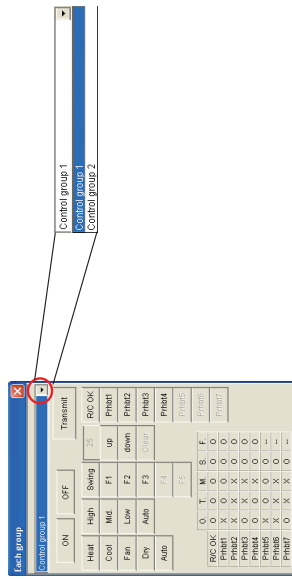 Each group
Control group 1
ON OFF Transmit
Heat High Swing 25 R/C OK
Cool Mid. F1 up Prhbt1
Fan Low F2 down Prhbt2
Dry Auto F3 Clear Prhbt3
Auto F4 Prhbt4
F5 Prhbt5
Prhbt6
Prhbt7
O. T. M. S. F.
R/C OK O O O O O
Prhbt1
Prhbt2
Prhbt3
Prhbt4
Prhbt5
Prhbt6
Prhbt7
Control group 1
Control group 1
Control group 2